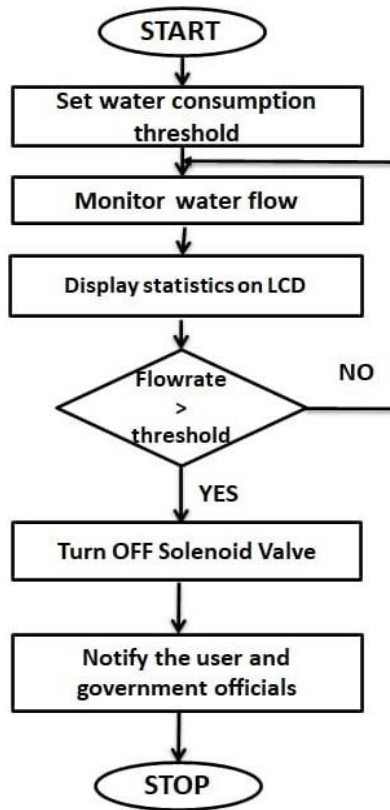 START
Set water consumption
threshold
Monitor water flow
Display statistics on LCD
Flowrate
>
threshold
NO
YES
Turn OFF Solenoid Valve
Notify the user and
government officials
STOP